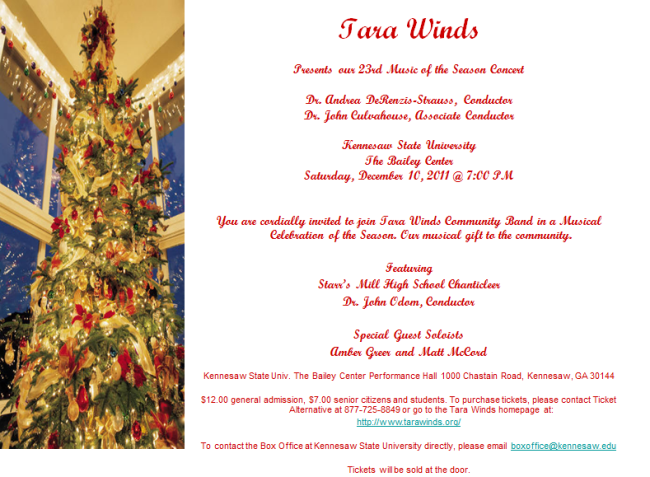 Tara Winds
Presents our 23rd Music of the Season Concert
Dr. Andrea DeRenzis-Strauss, Conductor
Dr. John Culvahouse, Associate Conductor
Kennesaw State University
The Bailey Center
Saturday, December 10, 2011 @ 7:00 PM
You are cordially invited to join Tara Winds Community Band in a Musical
Celebration of the Season. Our musical gift to the community.
Featuring
Starr's Mill High School Chanticleer
Dr. John Odom, Conductor
Special Guest Soloists
Amber Greer and Matt McCord
Kennesaw State Univ. The Bailey Center Performance Hall 1000 Chastain Road, Kennesaw, GA 30144
$12.00 general admission, $7.00 senior citizens and students. To purchase tickets, please contact Ticket
Alternative at 877-725-8849 or go to the Tara Winds homepage at:
http://www.tarawinds.org/
To contact the Box Office at Kennesaw State University directly, please email boxoffice@kennesaw.edu
Tickets will be sold at the door.